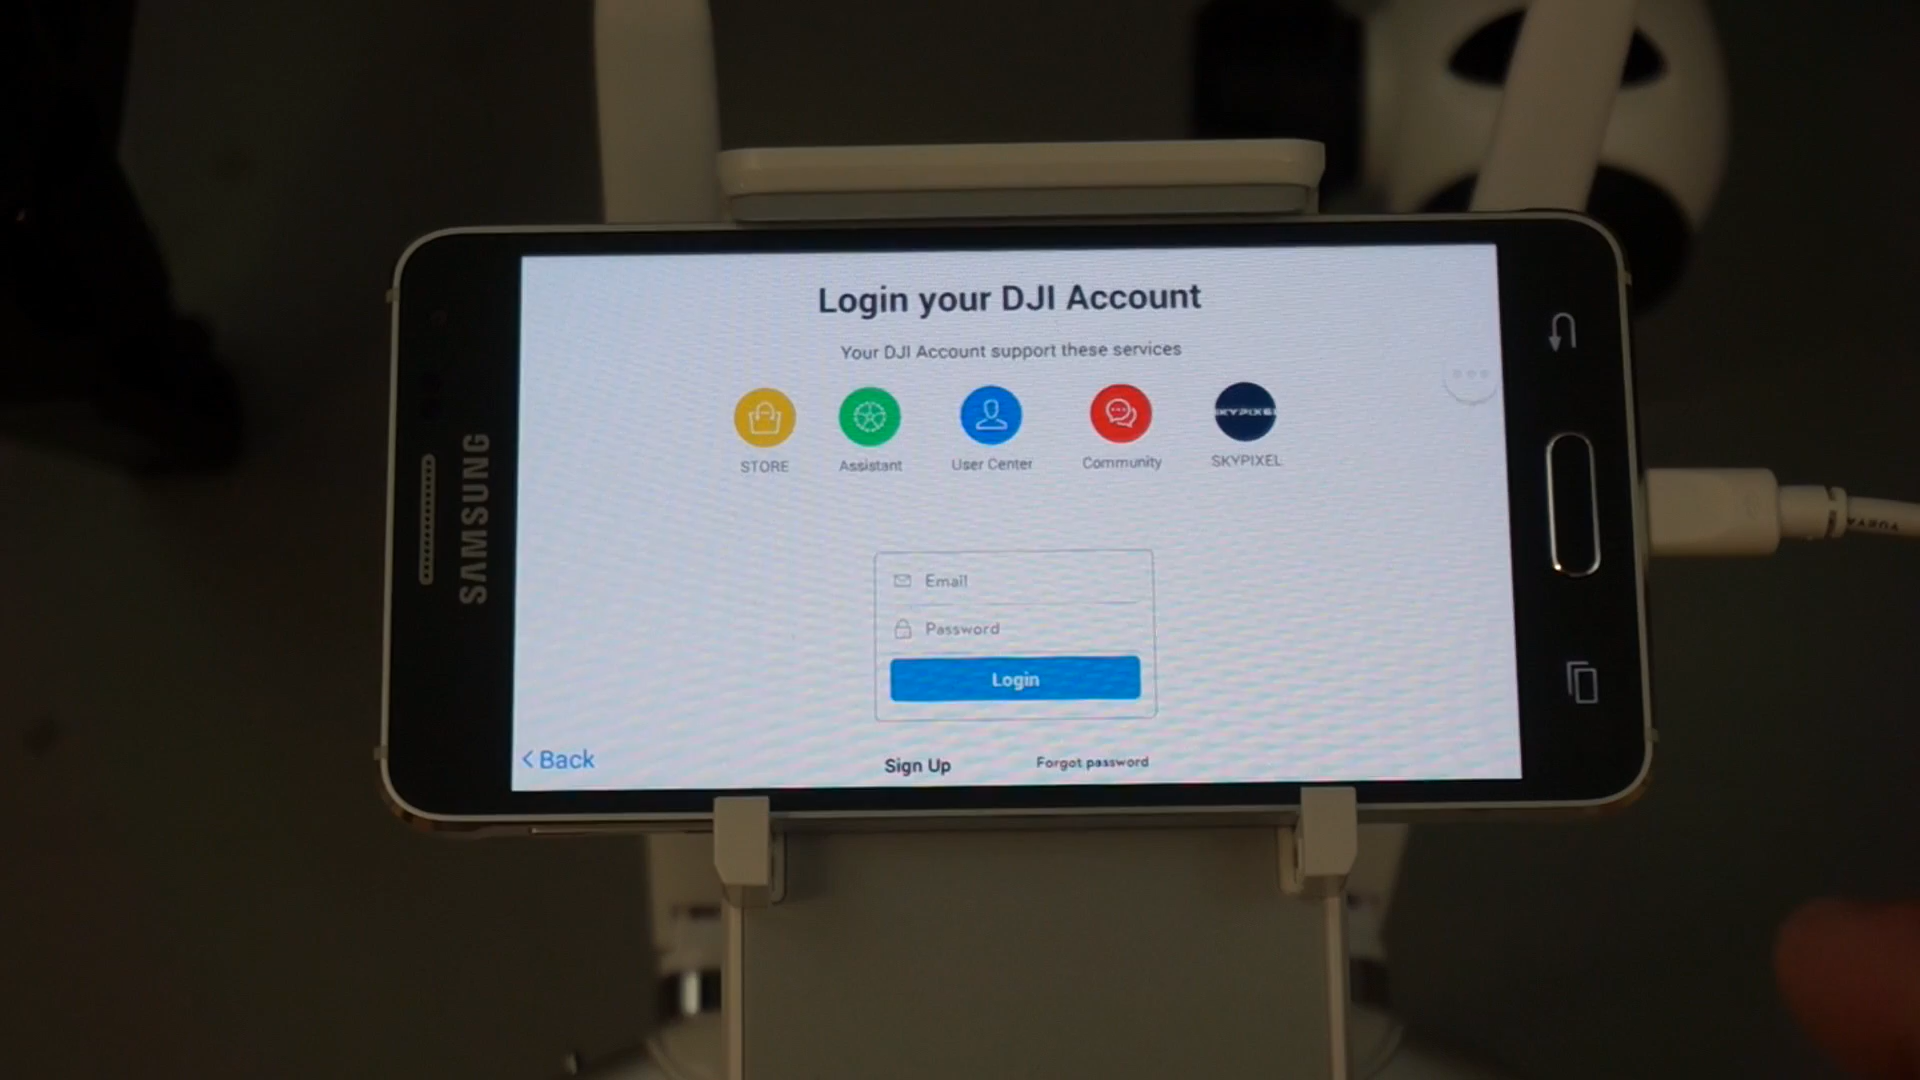 Login your DJI Account
Your DJI Account support these services
SKYPIXEL
STORE
Assistant
User Center
Community
SKYPIXEL
SAMSUNG
Email
Password
Login
Back
Sign Up
Forgot password